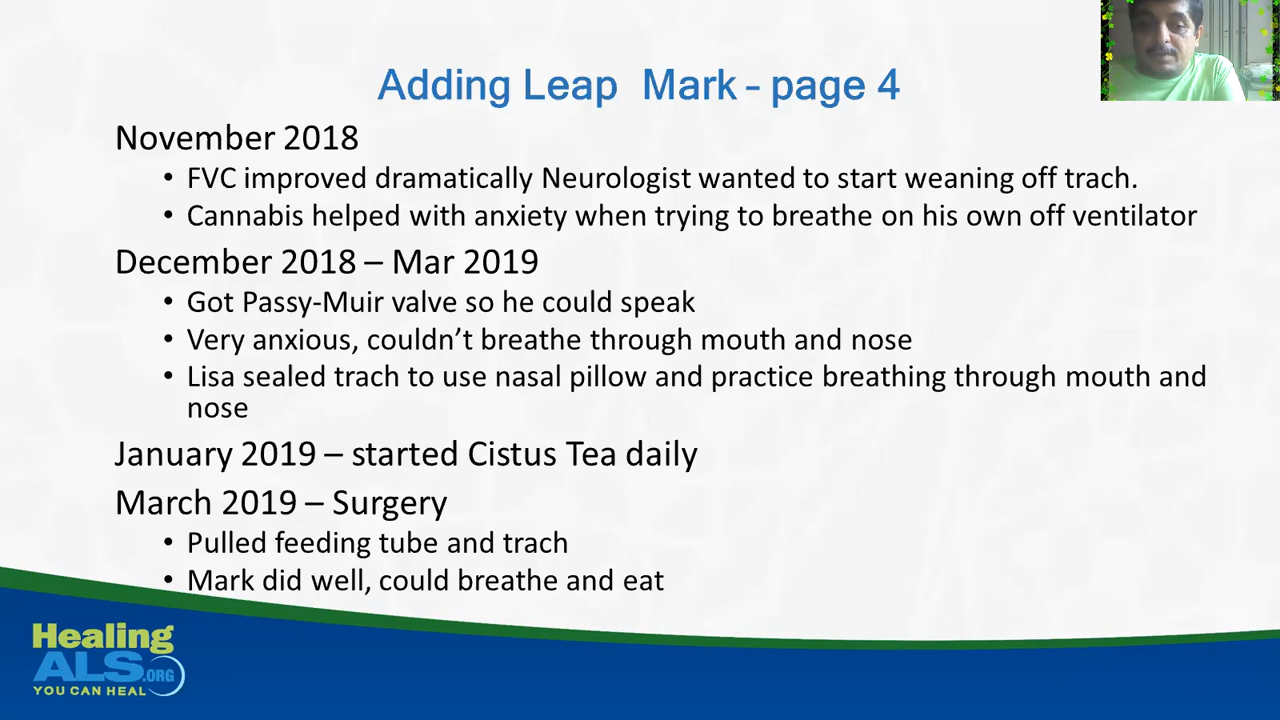 Adding Leap Mark - page 4
November 2018
• FVC improved dramatically Neurologist wanted to start weaning off trach.
• Cannabis helped with anxiety when trying to breathe on his own off ventilator
December 2018 – Mar 2019
• Got Passy-Muir valve so he could speak
• Very anxious, couldn’t breathe through mouth and nose
• Lisa sealed trach to use nasal pillow and practice breathing through mouth and
nose
January 2019 – started Cistus Tea daily
March 2019 – Surgery
• Pulled feeding tube and trach
• Mark did well, could breathe and eat
Healing
ALS.ORG
YOU CAN HEAL